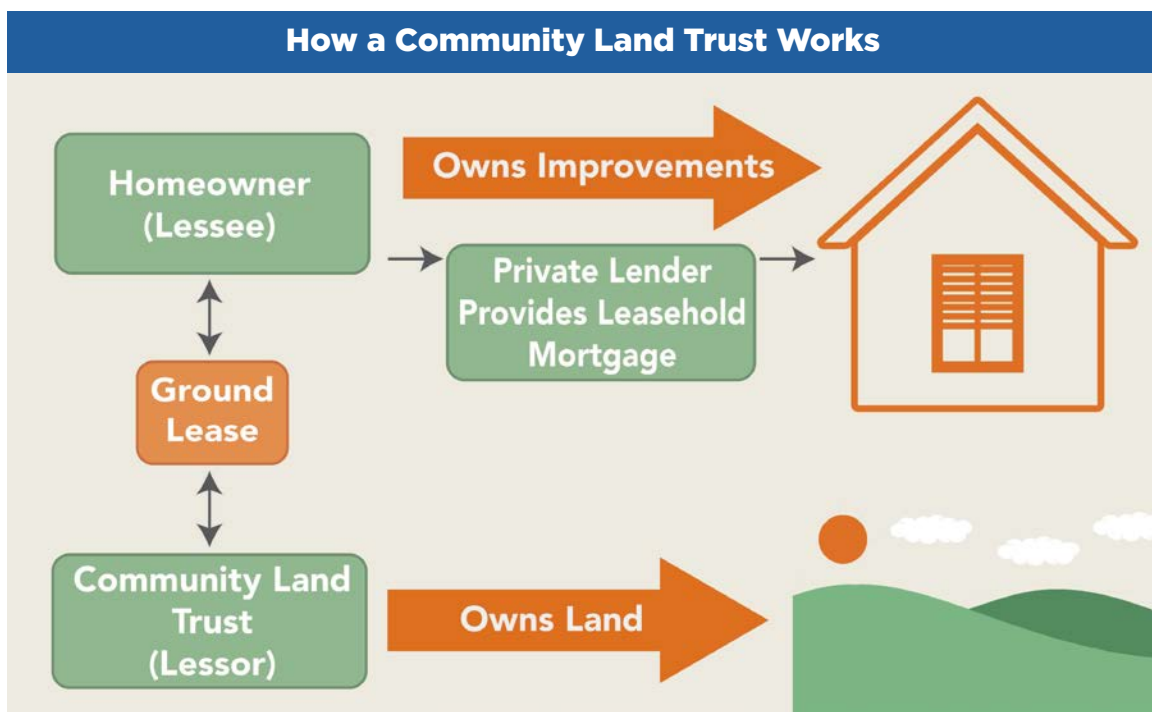 How a Community Land Trust Works
Homeowner
(Lessee)
Owns Improvements
Private Lender
Provides Leasehold
Mortgage
Ground
Lease
Community Land
Trust
(Lessor)
Owns Land